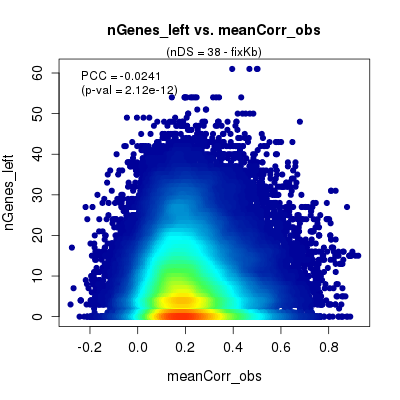 nGenes_left vs. meanCorr_obs
(nDS = 38 - fixKb)
PCC = -0.0241
(p-val = 2.12e-12)
nGenes_left
60
50
40
30
20
10
0
-0.2 0.0 0.2 0.4 0.6 0.8
meanCorr_obs